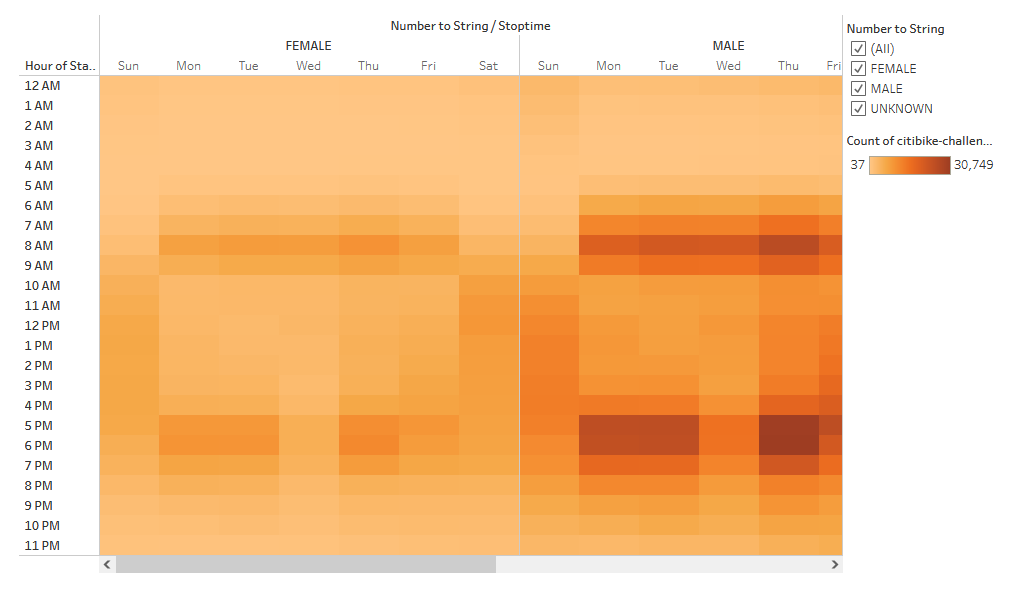 Number to String / Stoptime
FEMALE MALE
Hour of Sta.. Sun Mon Tue Wed Thu Fri Sat Sun Mon Tue Wed Thu Fri
12 AM
1 AM
2 AM
3 AM
4 AM
5 AM
6 AM
7 AM
8 AM
9 AM
10 AM
11 AM
12 PM
1 PM
2 PM
3 PM
4 PM
5 PM
6 PM
7 PM
8 PM
9 PM
10 PM
11 PM
Number to String
(All)
FEMALE
MALE
UNKNOWN
Count of citibike-challen...
37 30,749